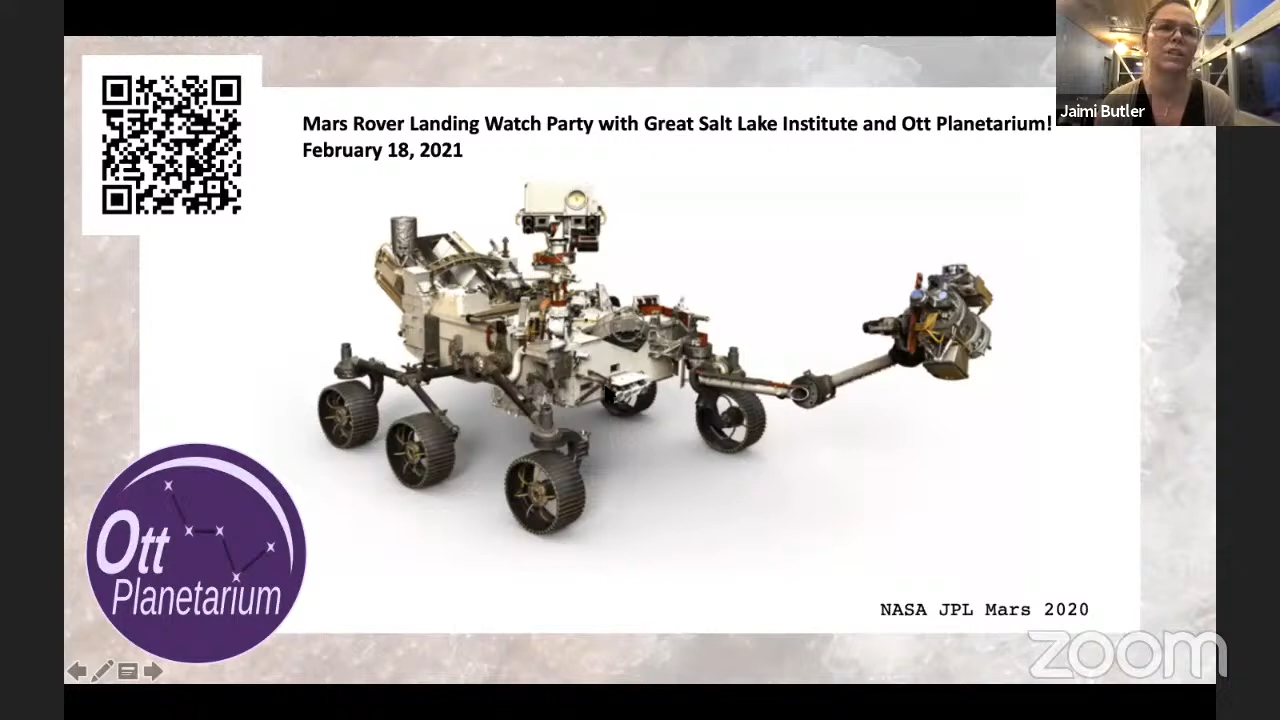 Jaimi Butler
Mars Rover Landing Watch Party with Great Salt Lake Institute and Ott Planetarium!
February 18, 2021
Ott
Planetarium
NASA JPL Mars 2020
zoom